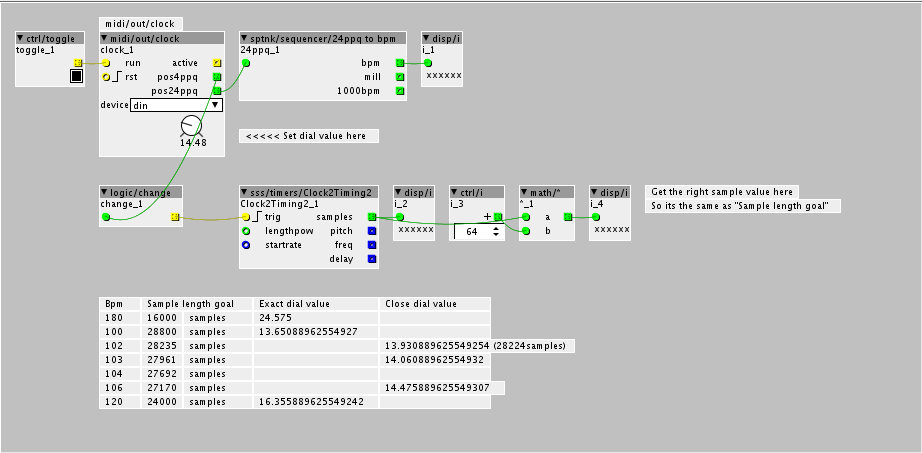 midi/out/clock
ctrl/toggle
toggle_1
midi/out/clock
clock_1
run active
rst pos4ppq
pos24ppq
device din
14.48
sptnk/sequencer/24ppq to bpm
24ppq_1
bpm
mill
1000bpm
disp/i
i_1
xxxxxx
<<<<< Set dial value here
logic/change
change_1
sss/timers/Clock2Timing2
Clock2Timing2_1
trig samples
lengthpow pitch
startrate freq
delay
disp/i
i_2
xxxxxx
ctrl/i
i_3
+
64
math/*
*_1
a
b
disp/i
i_4
xxxxxx
Get the right sample value here
So its the same as "Sample length goal"
Bpm Sample length goal Exact dial value Close dial value
180 16000 samples 24.575
100 28800 samples 13.65088962554927
102 28235 samples 13.930889625549254 (28224samples)
103 27961 samples 14.06088962554932
104 27692 samples
106 27170 samples 14.475889625549307
120 24000 samples 16.355889625549242